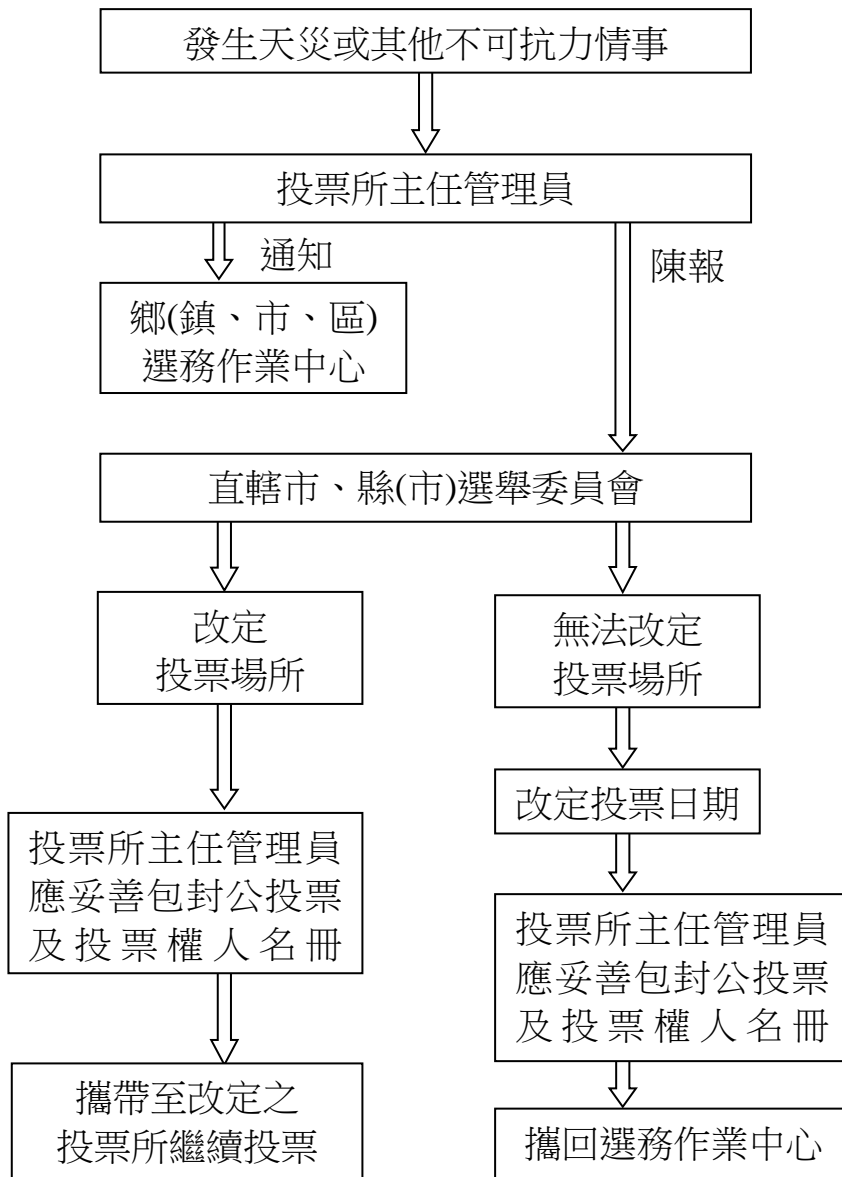 發生天災或其他不可抗力情事
投票所主任管理員
通知
陳報
鄉(鎮、市、區)
選務作業中心
直轄市、縣(市)選舉委員會
改定
投票場所
無法改定
投票場所
改定投票日期
投票所主任管理員
應妥善包封公投票
及投票權人名冊
投票所主任管理員
應妥善包封公投票
及投票權人名冊
攜帶至改定之
投票所繼續投票
攜回選務作業中心